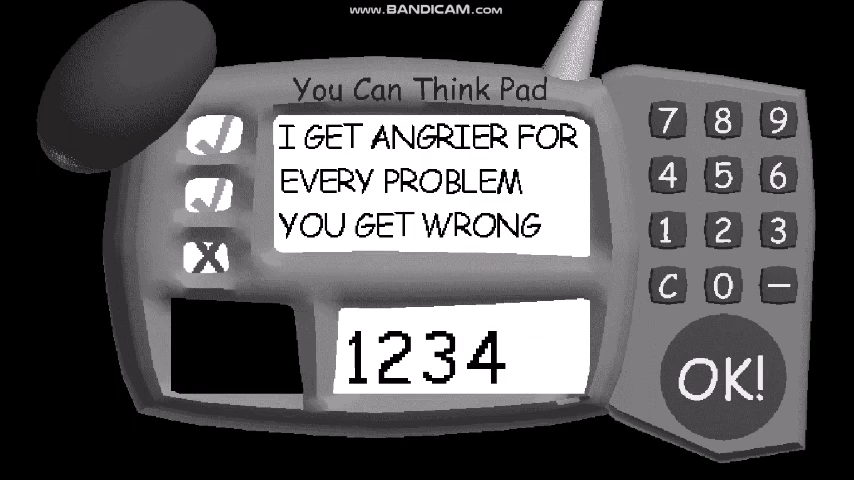 WWW.BANDICAM.COM
You Can Think Pad
I GET ANGRIER FOR
EVERY PROBLEM
YOU GET WRONG
7 8 9
4 5 6
1 2 3
C 0 −
1234
OK!